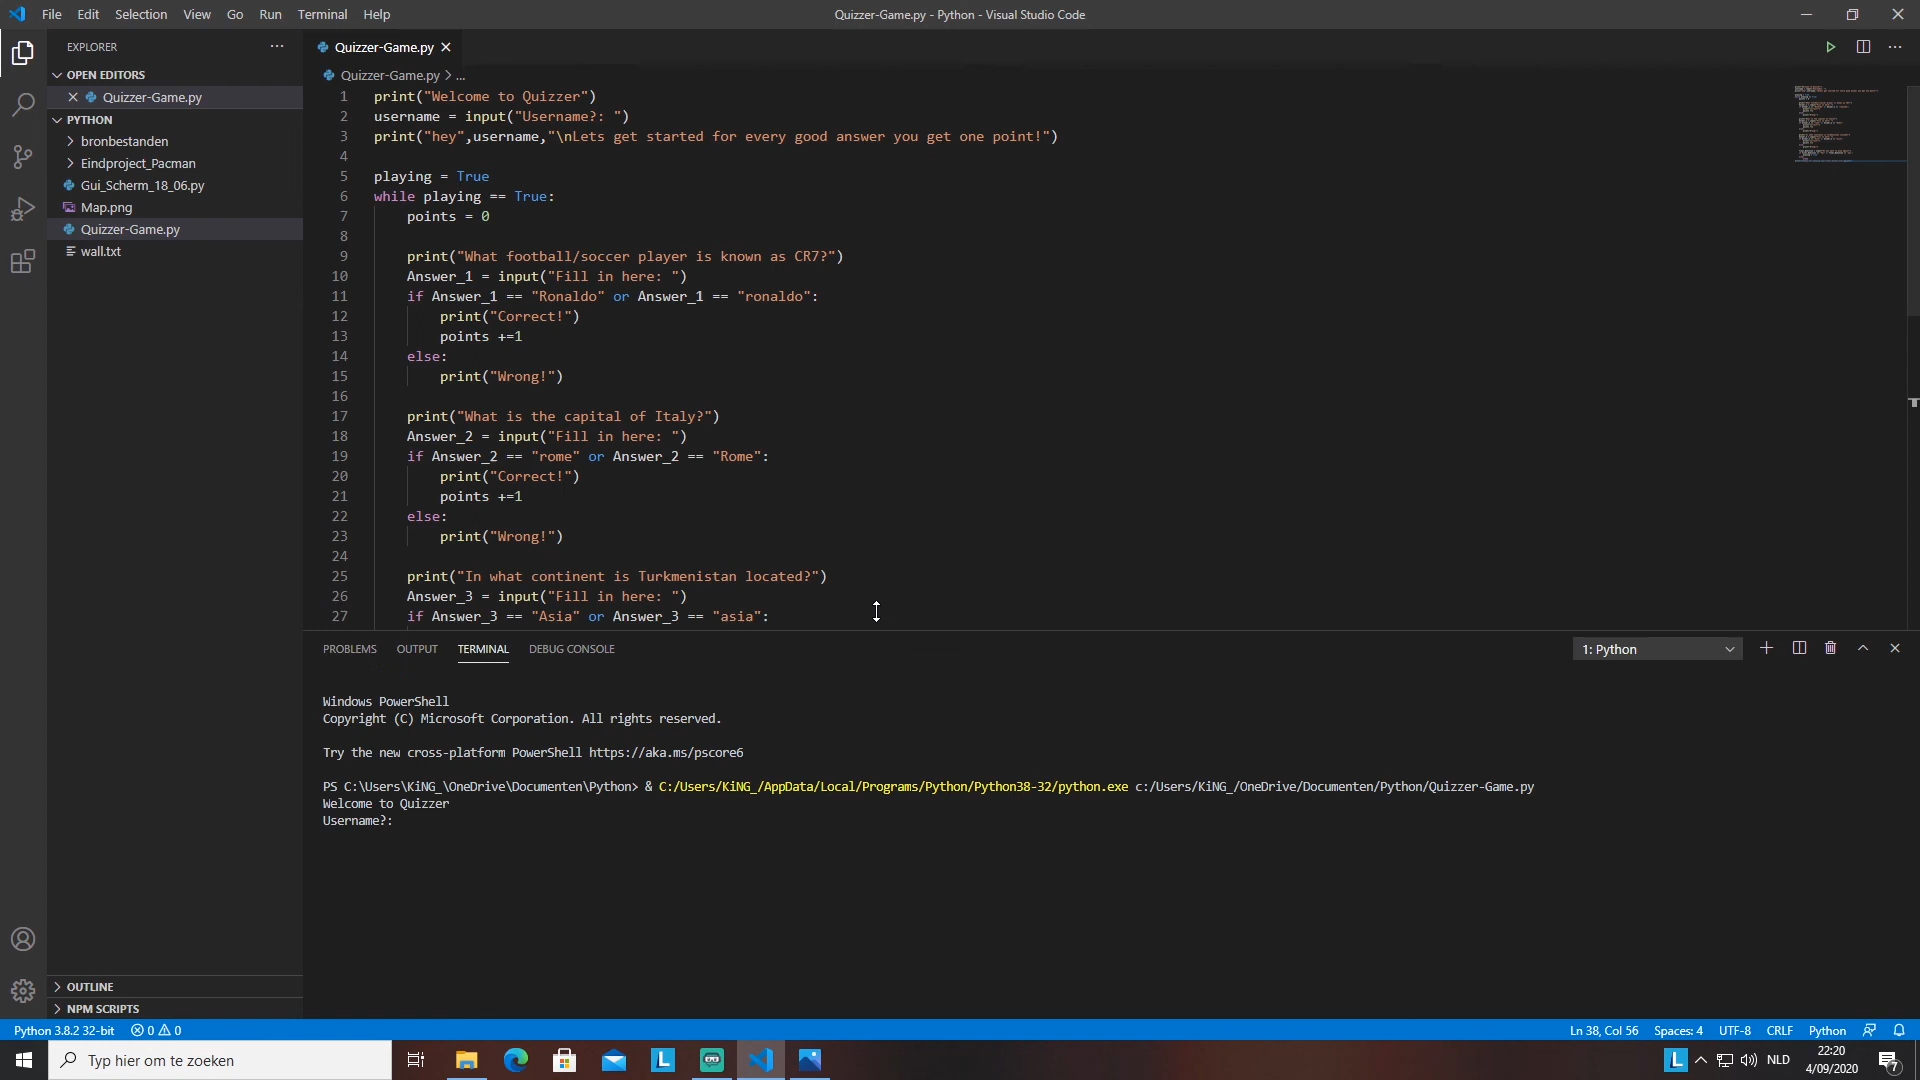 File Edit Selection View Go Run Terminal Help
Quizzer-Game.py - Python - Visual Studio Code
EXPLORER
OPEN EDITORS
Quizzer-Game.py
PYTHON
bronbestanden
Eindproject_Pacman
Gui_Scherm_18_06.py
Map.png
Quizzer-Game.py
wall.txt
OUTLINE
NPM SCRIPTS
Quizzer-Game.py
Quizzer-Game.py > ...
1 print("Welcome to Quizzer")
2 username = input("Username?: ")
3 print("hey",username,"\nLets get started for every good answer you get one point!")
4
5 playing = True
6 while playing == True:
7 points = 0
8
9 print("What football/soccer player is known as CR7?")
10 Answer_1 = input("Fill in here: ")
11 if Answer_1 == "Ronaldo" or Answer_1 == "ronaldo":
12 print("Correct!")
13 points +=1
14 else:
15 print("Wrong!")
16
17 print("What is the capital of Italy?")
18 Answer_2 = input("Fill in here: ")
19 if Answer_2 == "rome" or Answer_2 == "Rome":
20 print("Correct!")
21 points +=1
22 else:
23 print("Wrong!")
24
25 print("In what continent is Turkmenistan located?")
26 Answer_3 = input("Fill in here: ")
27 if Answer_3 == "Asia" or Answer_3 == "asia":
PROBLEMS OUTPUT TERMINAL DEBUG CONSOLE
1: Python
Windows PowerShell
Copyright (C) Microsoft Corporation. All rights reserved.
Try the new cross-platform PowerShell https://aka.ms/pscore6
PS C:\Users\KiNG_\OneDrive\Documenten\Python> & C:/Users/KiNG_/AppData/Local/Programs/Python/Python38-32/python.exe c:/Users/KiNG_/OneDrive/Documenten/Python/Quizzer-Game.py
Welcome to Quizzer
Username?:
Python 3.8.2 32-bit 0 0
Ln 38, Col 56 Spaces: 4 UTF-8 CRLF Python
Typ hier om te zoeken
L
L
NLD
22:20
4/09/2020
7